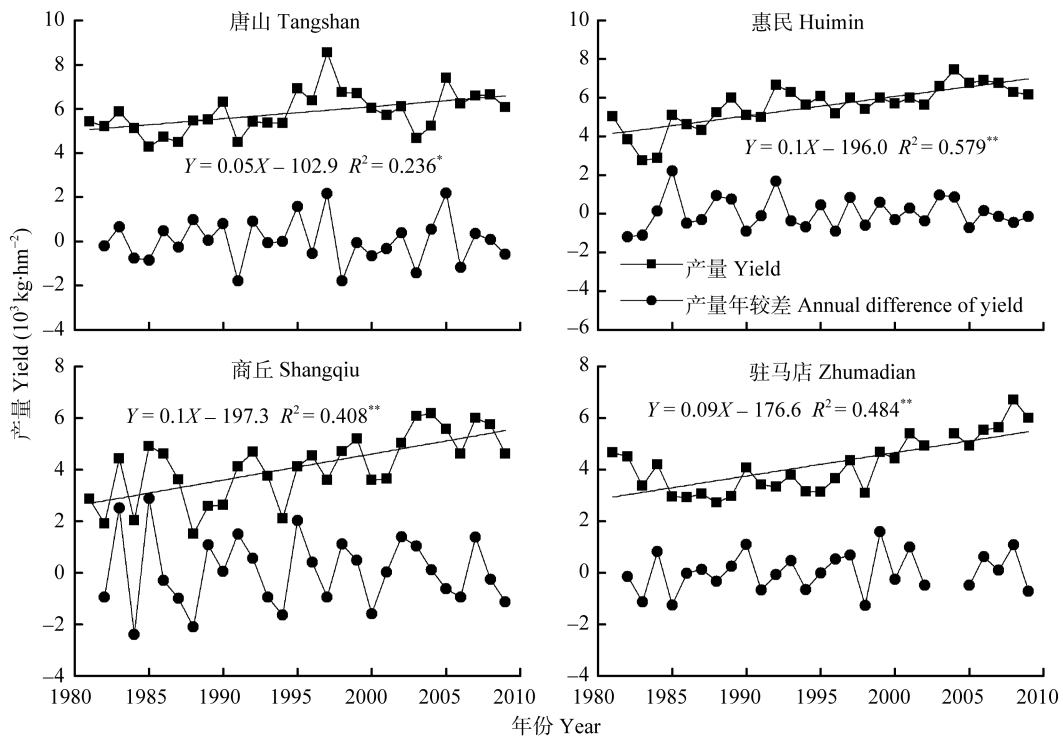 唐山 Tangshan
10
8
6
4
2
0
–2
–4
Y = 0.05X – 102.9 R² = 0.236*
惠民 Huimin
10
8
6
4
2
0
–2
–4
–6
Y = 0.1X – 196.0 R² = 0.579**
产量 Yield
产量年较差 Annual difference of yield
产量 Yield (10³ kg·hm⁻²)
商丘 Shangqiu
8
6
4
2
0
–2
–4
Y = 0.1X – 197.3 R² = 0.408**
1980 1985 1990 1995 2000 2005 2010
驻马店 Zhumadian
8
6
4
2
0
–2
–4
Y = 0.09X – 176.6 R² = 0.484**
1980 1985 1990 1995 2000 2005 2010
年份 Year